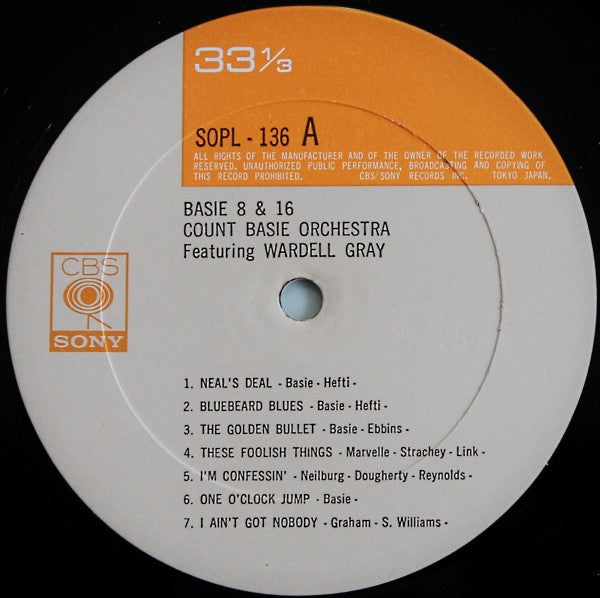 33 1/3
SOPL - 136 A
ALL RIGHTS OF THE MANUFACTURER AND OF THE OWNER OF THE RECORDED WORK
RESERVED. UNAUTHORIZED PUBLIC PERFORMANCE, BROADCASTING AND COPYING OF
THIS RECORD PROHIBITED. CBS/SONY RECORDS INC. TOKYO JAPAN.
BASIE 8 & 16
COUNT BASIE ORCHESTRA
Featuring WARDELL GRAY
CBS
SONY
1. NEAL'S DEAL - Basie - Hefti -
2. BLUEBEARD BLUES - Basie - Hefti -
3. THE GOLDEN BULLET - Basie - Ebbins -
4. THESE FOOLISH THINGS - Marvelle - Strachey - Link -
5. I'M CONFESSIN' - Neilburg - Dougherty - Reynolds -
6. ONE O'CLOCK JUMP - Basie -
7. I AIN'T GOT NOBODY - Graham - S. Williams -